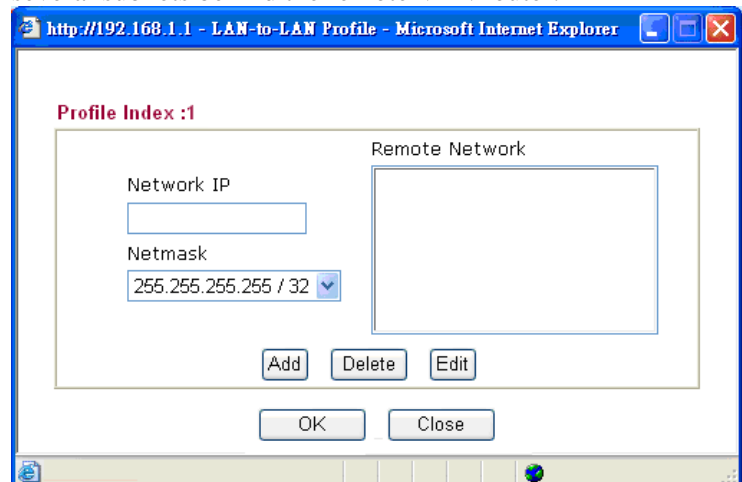 http://192.168.1.1 - LAN-to-LAN Profile - Microsoft Internet Explorer
Profile Index :1
Remote Network
Network IP
Netmask
255.255.255.255 / 32
Add Delete Edit
OK Close